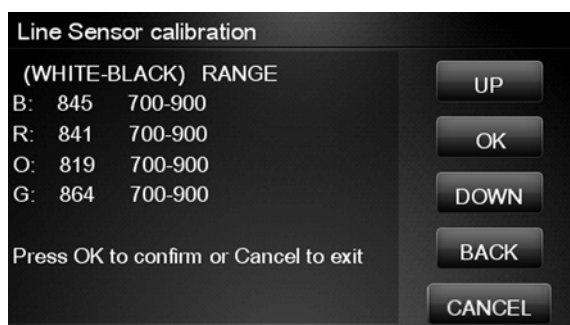 Line Sensor calibration
(WHITE-BLACK) RANGE
B: 845 700-900
R: 841 700-900
O: 819 700-900
G: 864 700-900
Press OK to confirm or Cancel to exit
UP
OK
DOWN
BACK
CANCEL